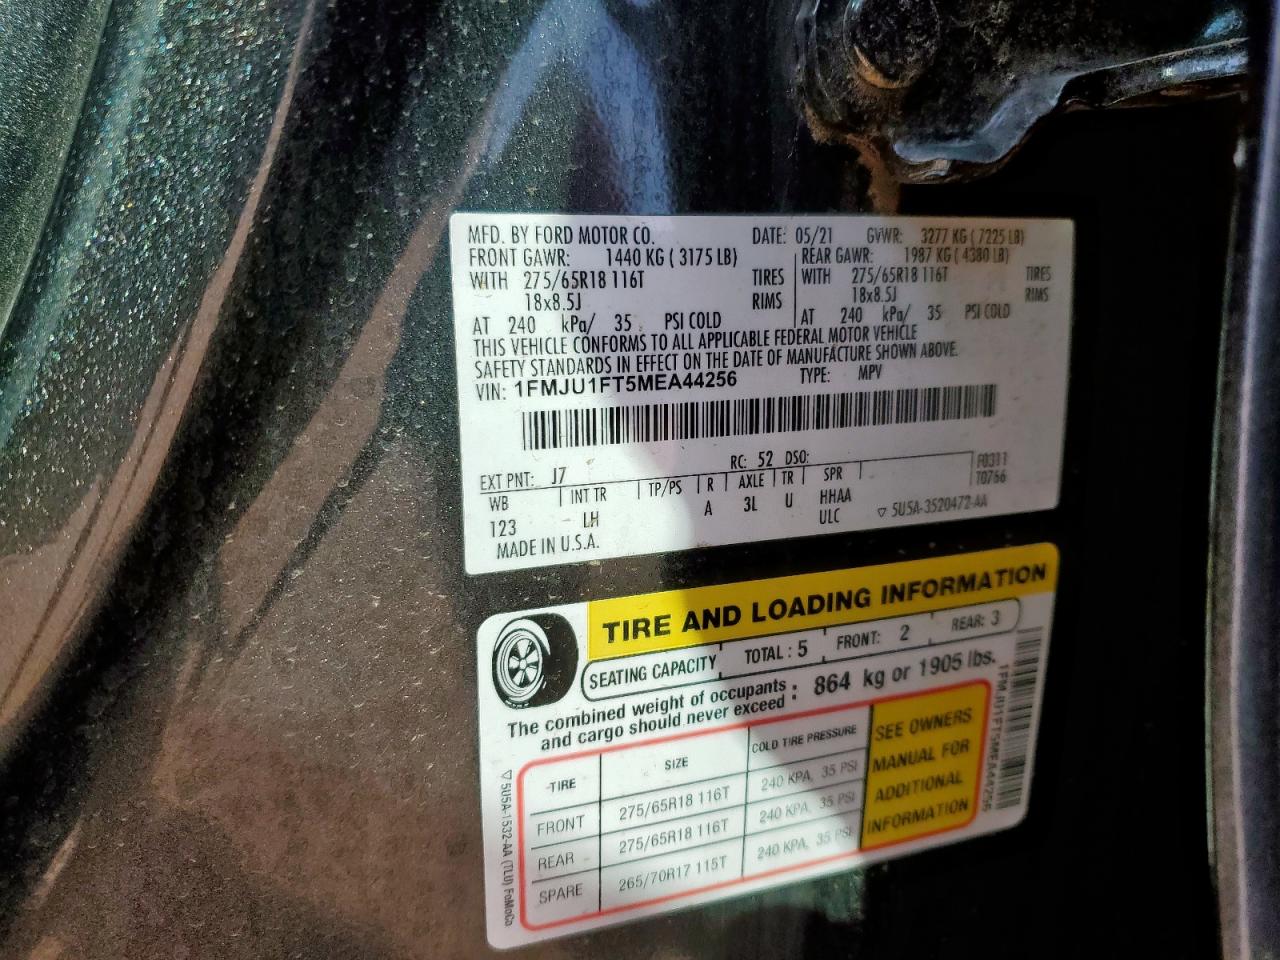 MFD. BY FORD MOTOR CO. DATE: 05/21 GVWR: 3277 KG ( 7225 LB)
FRONT GAWR: 1440 KG ( 3175 LB) REAR GAWR: 1987 KG ( 4380 LB)
WITH 275/65R18 116T TIRES WITH 275/65R18 116T TIRES
18x8.5J RIMS 18x8.5J RIMS
AT 240 kPa/ 35 PSI COLD AT 240 kPa/ 35 PSI COLD
THIS VEHICLE CONFORMS TO ALL APPLICABLE FEDERAL MOTOR VEHICLE
SAFETY STANDARDS IN EFFECT ON THE DATE OF MANUFACTURE SHOWN ABOVE.
VIN: 1FMJU1FT5MEA44256 TYPE: MPV
EXT PNT: J7 RC: 52 DSO: F0311
T0766
WB INT TR TP/PS R AXLE TR SPR
123 LH A 3L U HHAA
ULC ▽ 5U5A-3520472-AA
MADE IN U.S.A.
TIRE AND LOADING INFORMATION
SEATING CAPACITY TOTAL : 5 FRONT: 2 REAR: 3
The combined weight of occupants
and cargo should never exceed : 864 kg or 1905 lbs.
TIRE SIZE COLD TIRE PRESSURE
FRONT 275/65R18 116T 240 KPA, 35 PSI
REAR 275/65R18 116T 240 KPA, 35 PSI
SPARE 265/70R17 115T 240 KPA, 35 PSI
SEE OWNERS
MANUAL FOR
ADDITIONAL
INFORMATION
▽5U5A-1532-AA (TLU) FoMoCo
1FMJU1FT5MEA44256